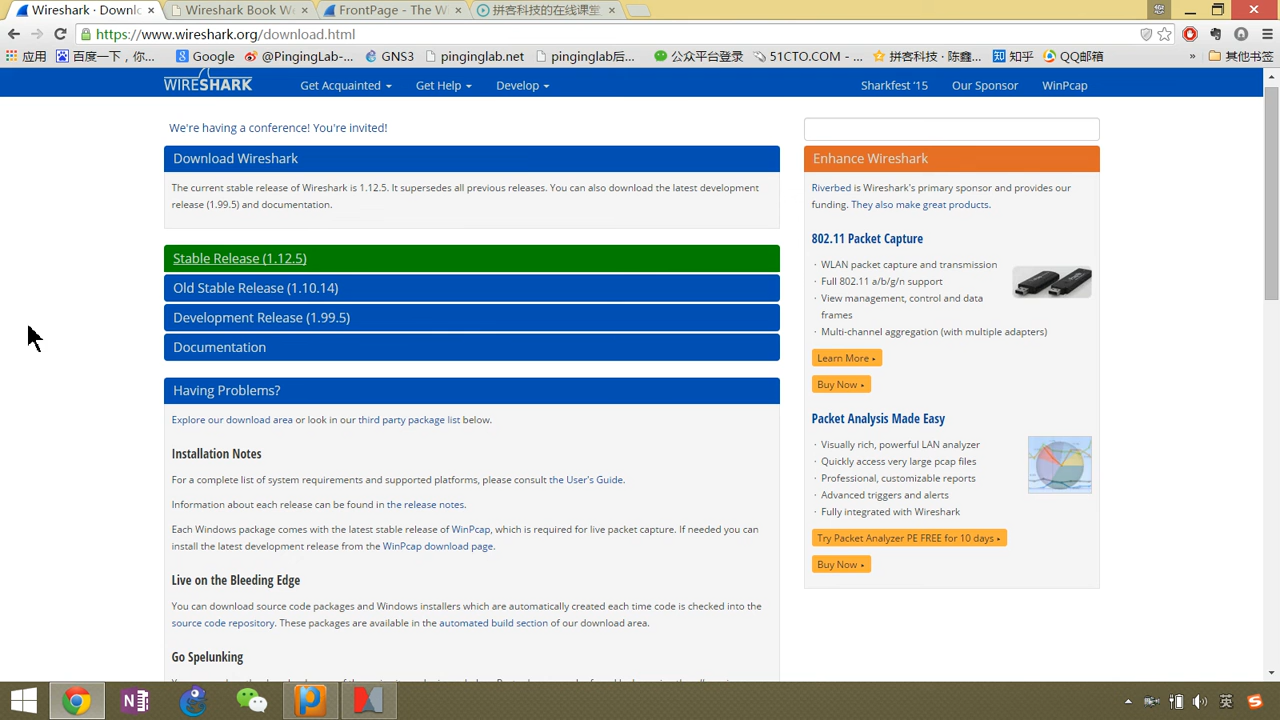 Wireshark · Downlo
Wireshark Book W
FrontPage - The W
拼客科技的在线课堂
https://www.wireshark.org/download.html
应用
百度一下，你...
Google
@PingingLab-...
GNS3
pinginglab.net
pinginglab后...
公众平台登录
51CTO.COM - ...
拼客科技 · 陈鑫...
知乎
QQ邮箱
»
其他书签
WIRESHARK
Get Acquainted
Get Help
Develop
Sharkfest '15
Our Sponsor
WinPcap
We're having a conference! You're invited!
Download Wireshark
The current stable release of Wireshark is 1.12.5. It supersedes all previous releases. You can also download the latest development
release (1.99.5) and documentation.
Stable Release (1.12.5)
Old Stable Release (1.10.14)
Development Release (1.99.5)
Documentation
Having Problems?
Explore our download area or look in our third party package list below.
Installation Notes
For a complete list of system requirements and supported platforms, please consult the User's Guide.
Information about each release can be found in the release notes.
Each Windows package comes with the latest stable release of WinPcap, which is required for live packet capture. If needed you can
install the latest development release from the WinPcap download page.
Live on the Bleeding Edge
You can download source code packages and Windows installers which are automatically created each time code is checked into the
source code repository. These packages are available in the automated build section of our download area.
Go Spelunking
Enhance Wireshark
Riverbed is Wireshark's primary sponsor and provides our
funding. They also make great products.
802.11 Packet Capture
· WLAN packet capture and transmission
· Full 802.11 a/b/g/n support
· View management, control and data
frames
· Multi-channel aggregation (with multiple adapters)
Learn More ▸
Buy Now ▸
Packet Analysis Made Easy
· Visually rich, powerful LAN analyzer
· Quickly access very large pcap files
· Professional, customizable reports
· Advanced triggers and alerts
· Fully integrated with Wireshark
Try Packet Analyzer PE FREE for 10 days ▸
Buy Now ▸
英